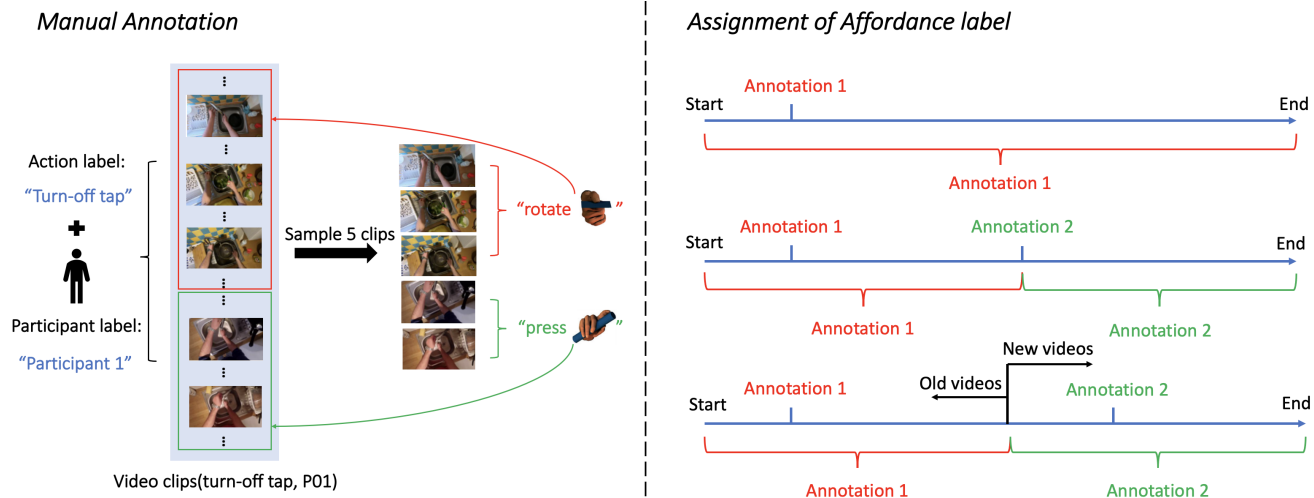 Manual Annotation
Action label:
“Turn-off tap”
Participant label:
“Participant 1”
Sample 5 clips
“rotate ”
“press ”
Video clips(turn-off tap, P01)
Assignment of Affordance label
Annotation 1
Start
End
Annotation 1
Annotation 1
Annotation 2
Start
End
Annotation 1
Annotation 2
New videos
Old videos
Annotation 1
Annotation 2
Start
End
Annotation 1
Annotation 2